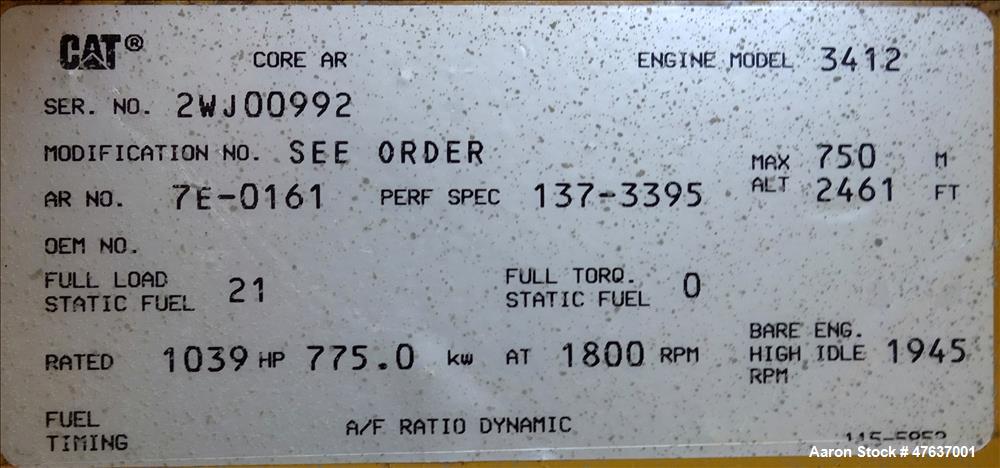 CAT® CORE AR ENGINE MODEL 3412
SER. NO. 2WJ00992
MODIFICATION NO. SEE ORDER
MAX ALT 750 M
2461 FT
AR NO. 7E-0161 PERF SPEC 137-3395
OEM NO.
FULL LOAD STATIC FUEL 21
FULL TORQ. STATIC FUEL 0
RATED 1039 HP 775.0 kw AT 1800 RPM
BARE ENG. HIGH IDLE RPM 1945
FUEL TIMING
A/F RATIO DYNAMIC
Aaron Stock # 47637001